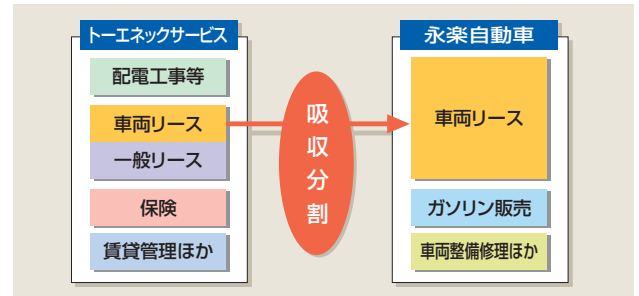 トーエネックサービス
配電工事等
車両リース
一般リース
保険
賃貸管理ほか
吸収分割
永楽自動車
車両リース
ガソリン販売
車両整備修理ほか